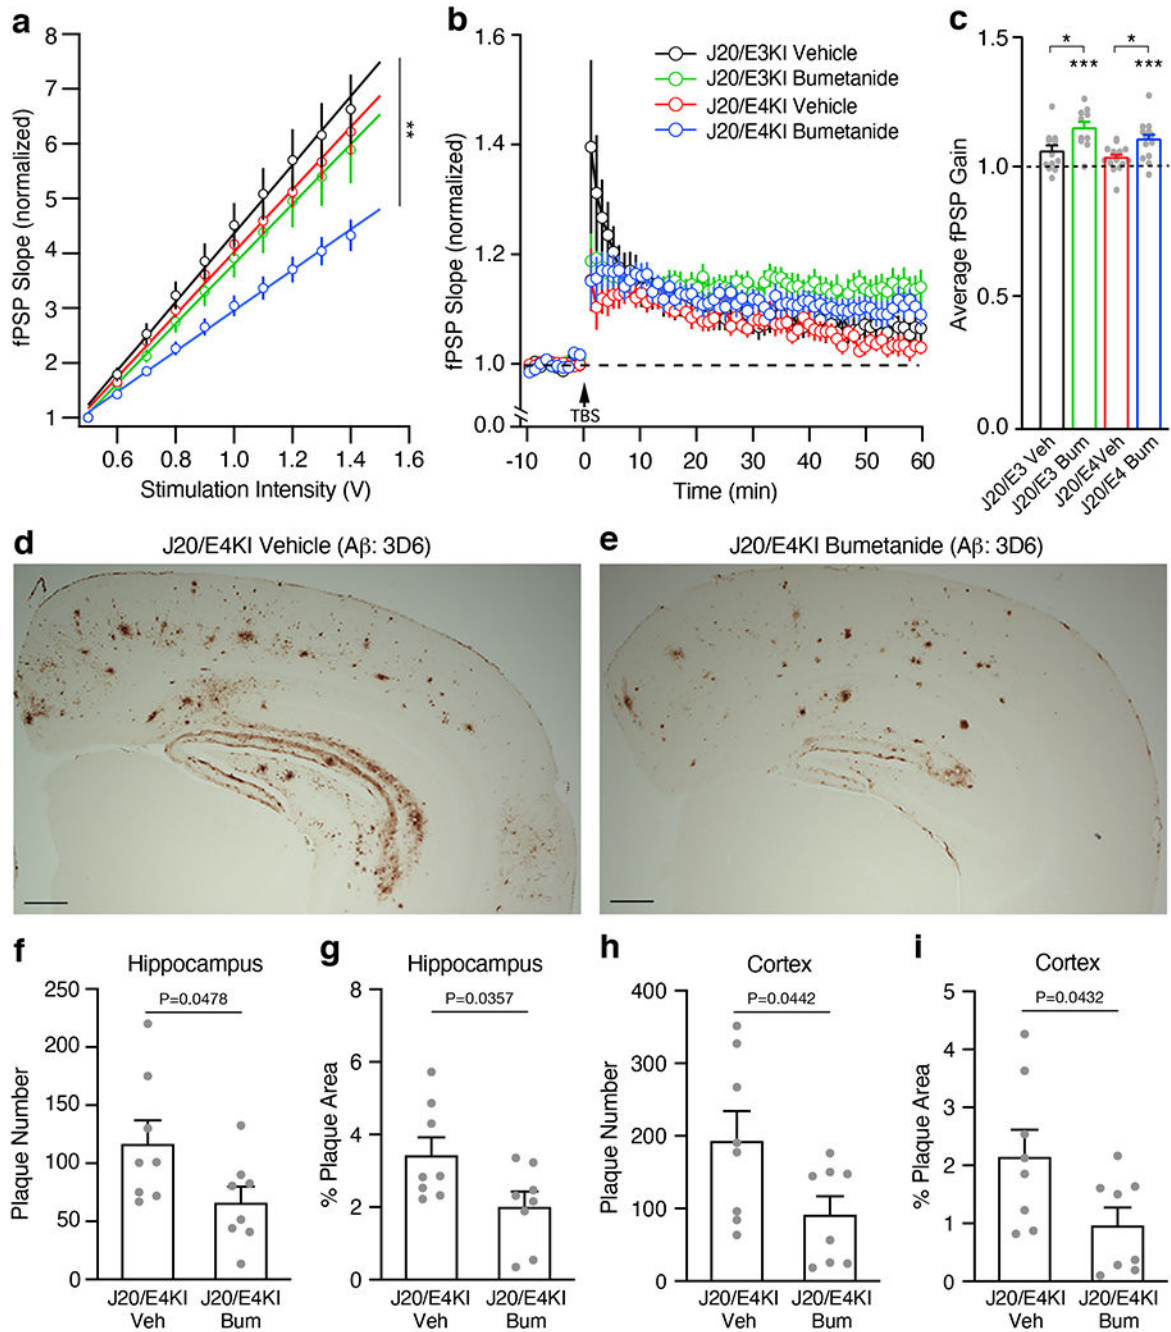 a
8
7
6
5
4
3
2
1
fPSP Slope (normalized)
0.6 0.8 1.0 1.2 1.4 1.6
Stimulation Intensity (V)
**
b
1.6
1.4
1.2
1.0
0.0
fPSP Slope (normalized)
J20/E3KI Vehicle
J20/E3KI Bumetanide
J20/E4KI Vehicle
J20/E4KI Bumetanide
TBS
-10 0 10 20 30 40 50 60
Time (min)
c
1.5
1.0
0.5
0.0
Average fPSP Gain
* *
*** ***
J20/E3 Veh
J20/E3 Bum
J20/E4Veh
J20/E4 Bum
d
J20/E4KI Vehicle (Aβ: 3D6)
e
J20/E4KI Bumetanide (Aβ: 3D6)
f
Hippocampus
P=0.0478
250
200
150
100
50
0
Plaque Number
J20/E4KI J20/E4KI
Veh Bum
g
Hippocampus
P=0.0357
8
6
4
2
0
% Plaque Area
J20/E4KI J20/E4KI
Veh Bum
h
Cortex
P=0.0442
400
300
200
100
0
Plaque Number
J20/E4KI J20/E4KI
Veh Bum
i
Cortex
P=0.0432
5
4
3
2
1
0
% Plaque Area
J20/E4KI J20/E4KI
Veh Bum